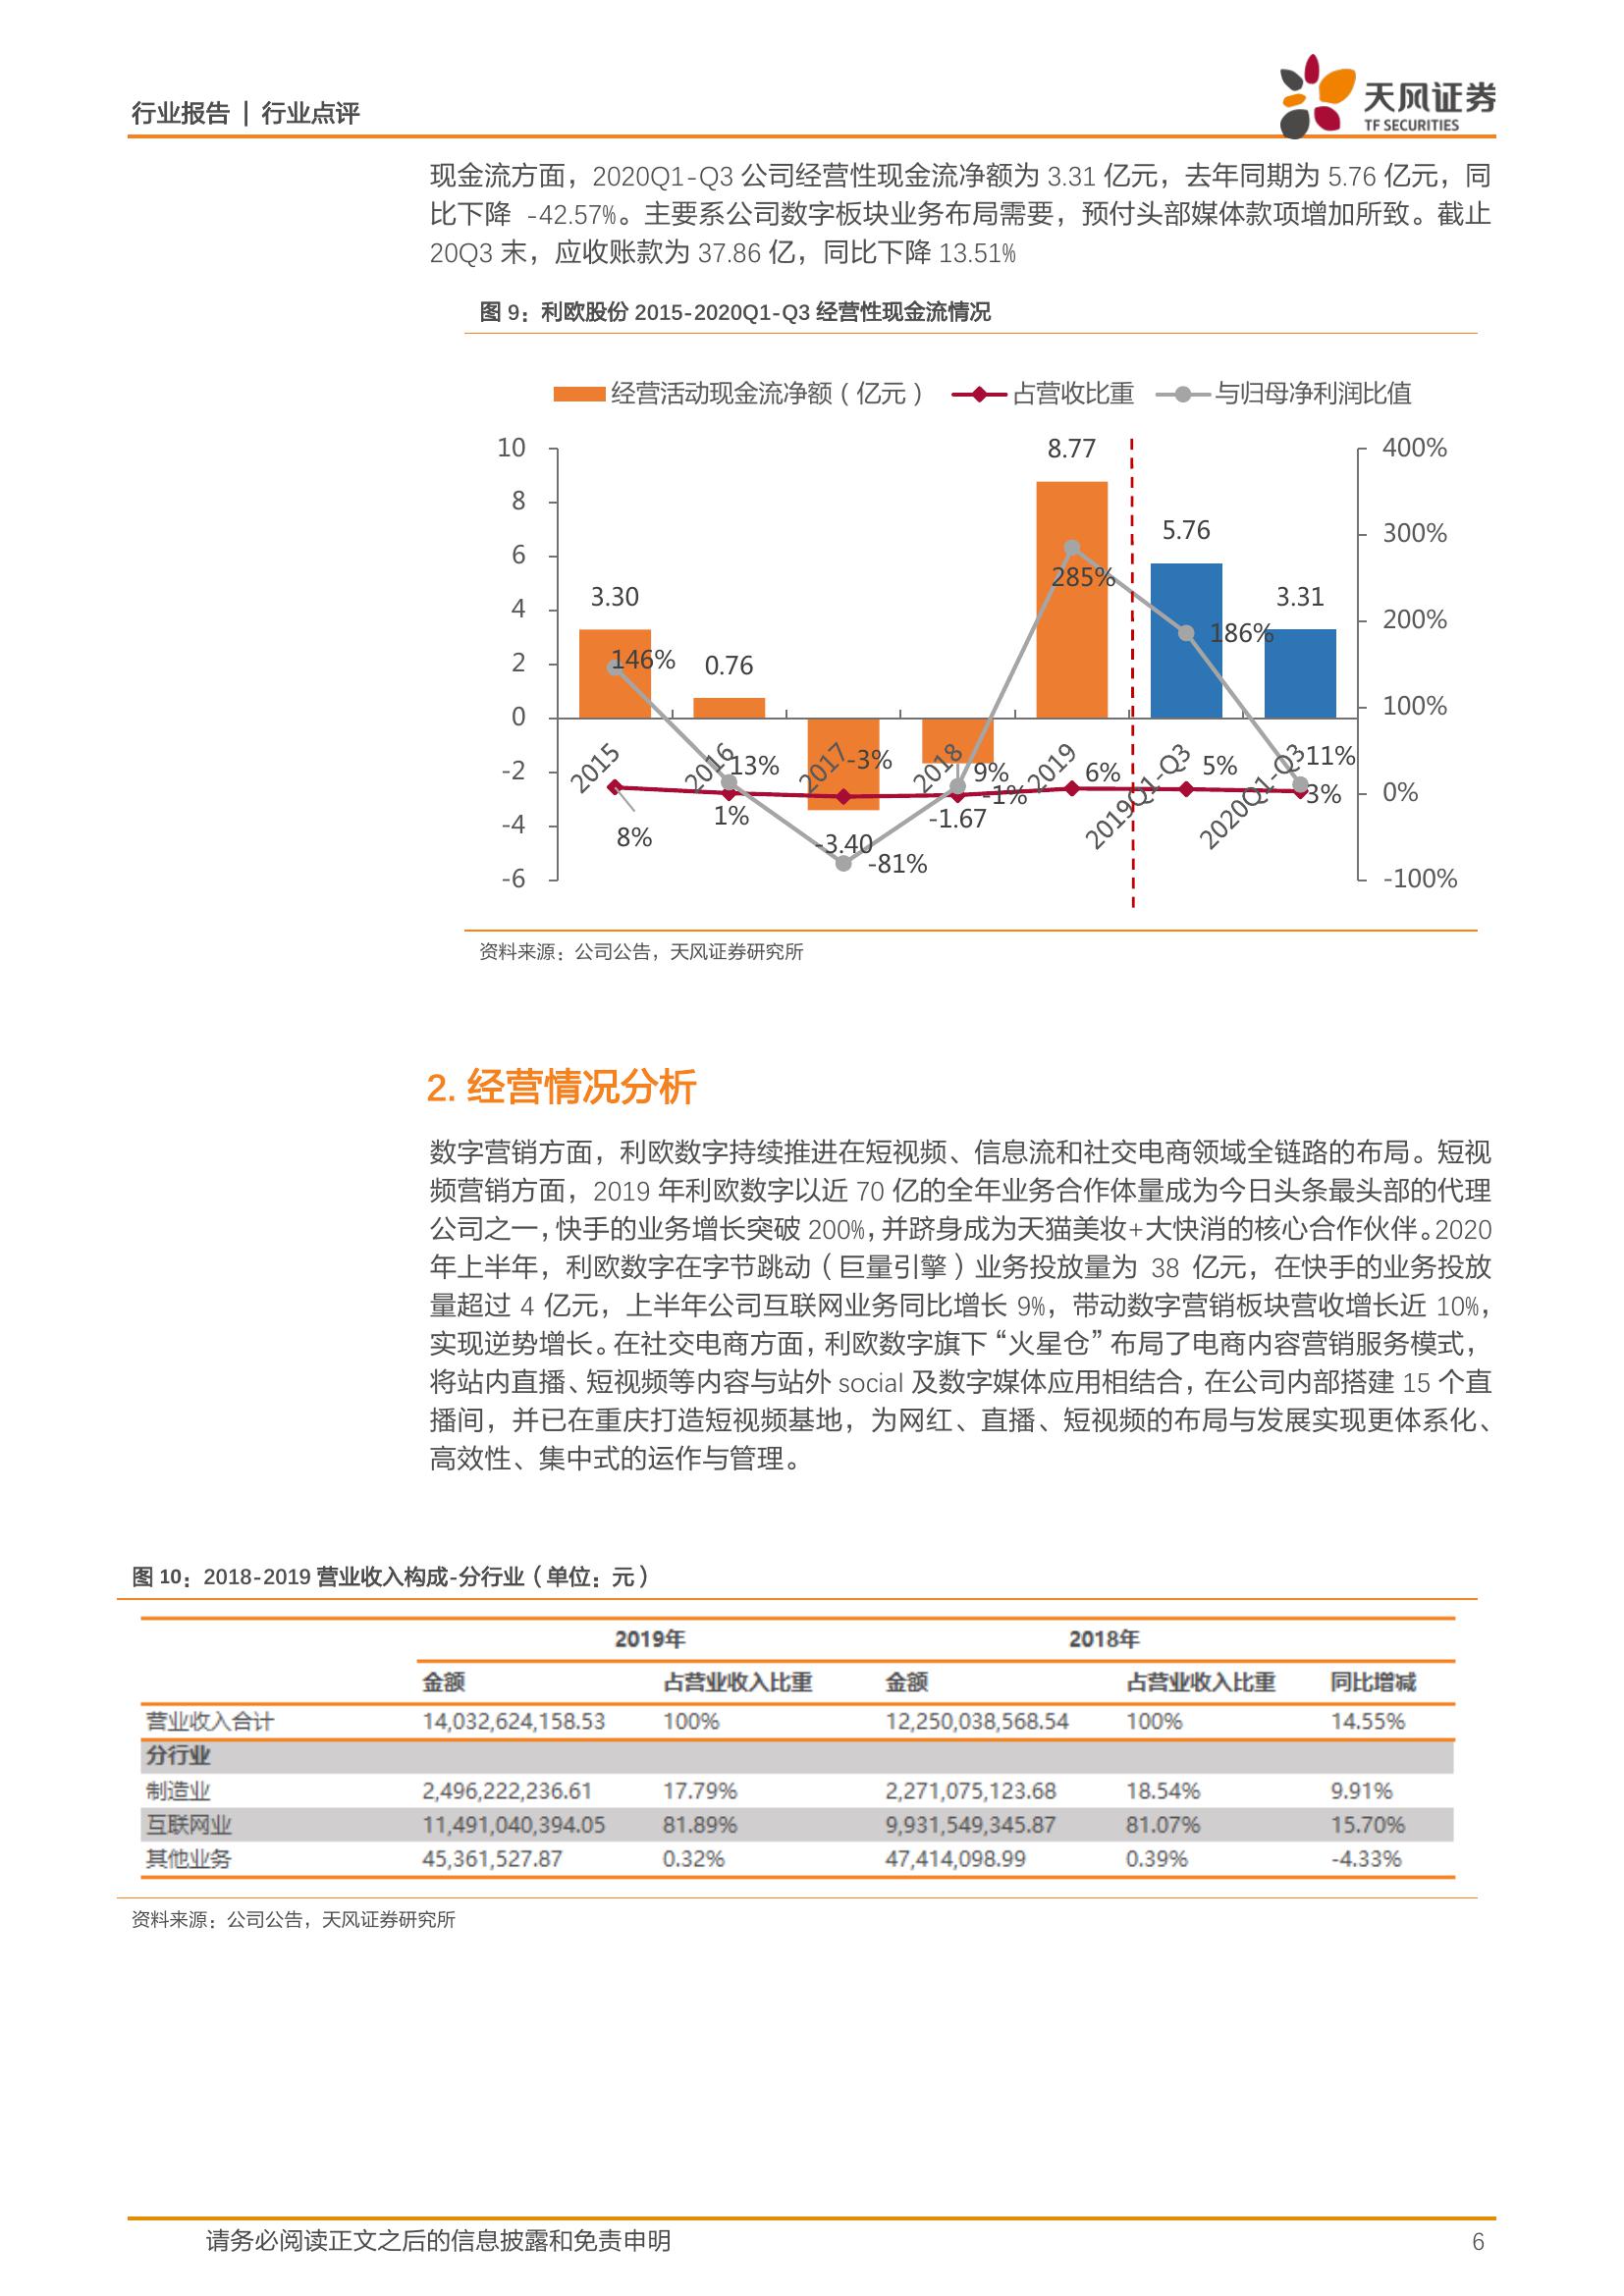 行业报告 | 行业点评
天风证券
TF SECURITIES
现金流方面，2020Q1-Q3 公司经营性现金流净额为 3.31 亿元，去年同期为 5.76 亿元，同
比下降 -42.57%。主要系公司数字板块业务布局需要，预付头部媒体款项增加所致。截止
20Q3 末，应收账款为 37.86 亿，同比下降 13.51%
图 9：利欧股份 2015-2020Q1-Q3 经营性现金流情况
经营活动现金流净额（亿元） 占营收比重 与归母净利润比值
10
8
6
4
2
0
-2
-4
-6
400%
300%
200%
100%
0%
-100%
3.30
0.76
-3.40
-1.67
8.77
5.76
3.31
146%
13%
-81%
9%
285%
186%
11%
8%
1%
-3%
-1%
6%
5%
3%
2015
2016
2017
2018
2019
2019Q1-Q3
2020Q1-Q3
资料来源：公司公告，天风证券研究所
2. 经营情况分析
数字营销方面，利欧数字持续推进在短视频、信息流和社交电商领域全链路的布局。短视
频营销方面，2019 年利欧数字以近 70 亿的全年业务合作体量成为今日头条最头部的代理
公司之一，快手的业务增长突破 200%，并跻身成为天猫美妆+大快消的核心合作伙伴。2020
年上半年，利欧数字在字节跳动（巨量引擎）业务投放量为 38 亿元，在快手的业务投放
量超过 4 亿元，上半年公司互联网业务同比增长 9%，带动数字营销板块营收增长近 10%，
实现逆势增长。在社交电商方面，利欧数字旗下“火星仓”布局了电商内容营销服务模式，
将站内直播、短视频等内容与站外 social 及数字媒体应用相结合，在公司内部搭建 15 个直
播间，并已在重庆打造短视频基地，为网红、直播、短视频的布局与发展实现更体系化、
高效性、集中式的运作与管理。
图 10：2018-2019 营业收入构成-分行业（单位：元）
2019年 2018年
金额 占营业收入比重 金额 占营业收入比重 同比增减
营业收入合计 14,032,624,158.53 100% 12,250,038,568.54 100% 14.55%
分行业
制造业 2,496,222,236.61 17.79% 2,271,075,123.68 18.54% 9.91%
互联网业 11,491,040,394.05 81.89% 9,931,549,345.87 81.07% 15.70%
其他业务 45,361,527.87 0.32% 47,414,098.99 0.39% -4.33%
资料来源：公司公告，天风证券研究所
请务必阅读正文之后的信息披露和免责申明 6